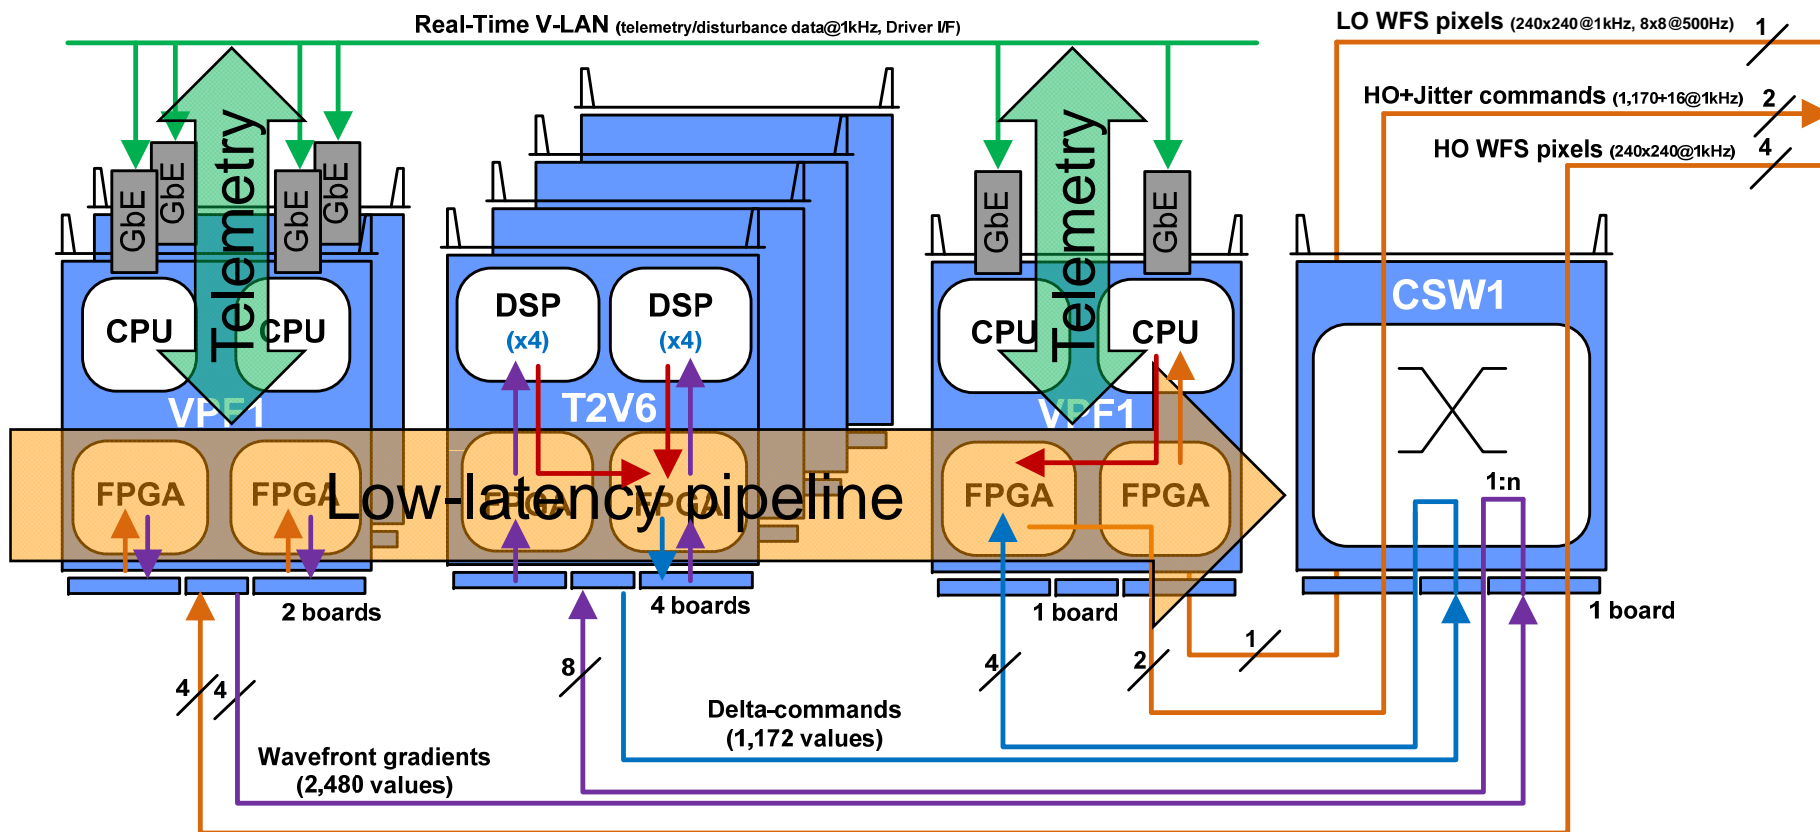 Real-Time V-LAN (telemetry/disturbance data@1kHz, Driver I/F)
LO WFS pixels (240x240@1kHz, 8x8@500Hz)
1
HO+Jitter commands (1,170+16@1kHz)
2
HO WFS pixels (240x240@1kHz)
4
GbE
GbE
GbE
GbE
Telemetry
GbE
GbE
Telemetry
CPU
CPU
VPF1
FPGA
FPGA
DSP
(x4)
DSP
(x4)
T2V6
FPGA
FPGA
CPU
CPU
VPF1
FPGA
FPGA
CSW1
1:n
Low-latency pipeline
2 boards
4 boards
1 board
1 board
4
4
8
4
2
1
Delta-commands
(1,172 values)
Wavefront gradients
(2,480 values)